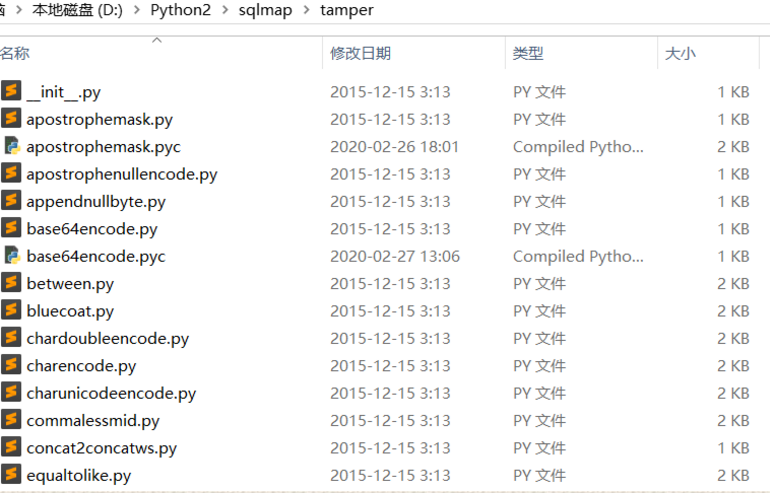 本地磁盘 (D:) > Python2 > sqlmap > tamper
名称 修改日期 类型 大小
__init__.py 2015-12-15 3:13 PY 文件 1 KB
apostrophemask.py 2015-12-15 3:13 PY 文件 1 KB
apostrophemask.pyc 2020-02-26 18:01 Compiled Pytho... 2 KB
apostrophenullencode.py 2015-12-15 3:13 PY 文件 1 KB
appendnullbyte.py 2015-12-15 3:13 PY 文件 1 KB
base64encode.py 2015-12-15 3:13 PY 文件 1 KB
base64encode.pyc 2020-02-27 13:06 Compiled Pytho... 1 KB
between.py 2015-12-15 3:13 PY 文件 2 KB
bluecoat.py 2015-12-15 3:13 PY 文件 2 KB
chardoubleencode.py 2015-12-15 3:13 PY 文件 2 KB
charencode.py 2015-12-15 3:13 PY 文件 2 KB
charunicodeencode.py 2015-12-15 3:13 PY 文件 2 KB
commalessmid.py 2015-12-15 3:13 PY 文件 2 KB
concat2concatws.py 2015-12-15 3:13 PY 文件 1 KB
equaltolike.py 2015-12-15 3:13 PY 文件 2 KB